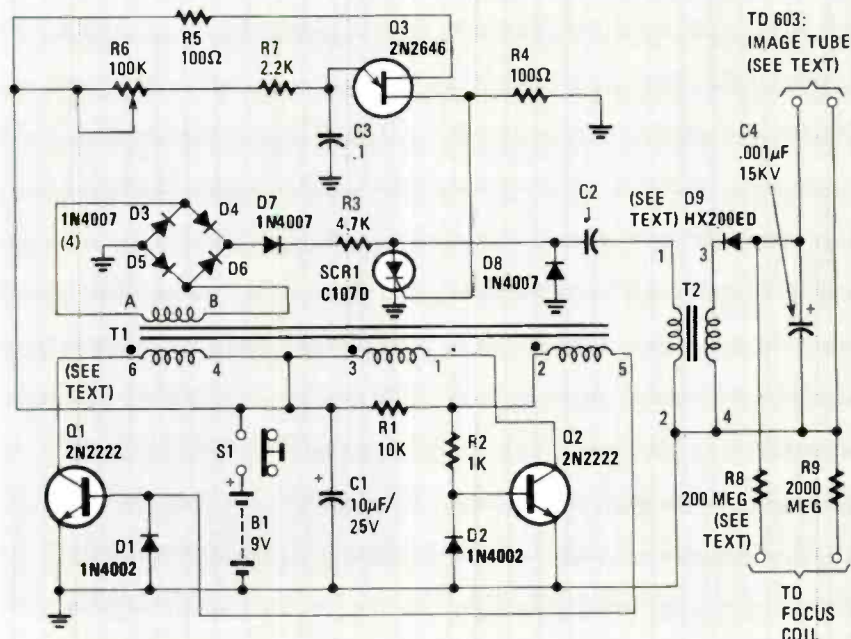 R5
100Ω
R6
100K
R7
2.2K
Q3
2N2646
R4
100Ω
TO 603:
IMAGE TUBE
(SEE TEXT)
C3
.1
C4
.001µF
15KV
1N4007
(4)
D3
D4
D5
D6
D7
1N4007
R3
4.7K
SCR1
C107D
D8
1N4007
C2
(SEE
TEXT)
D9
HX200ED
1
3
T2
2
4
A
B
T1
6
4
3
1
2
5
(SEE
TEXT)
Q1
2N2222
S1
R1
10K
R2
1K
Q2
2N2222
C1
10µF/
25V
B1
9V
D1
1N4002
D2
1N4002
R8
200 MEG
(SEE
TEXT)
R9
2000
MEG
TO
FOCUS
COIL